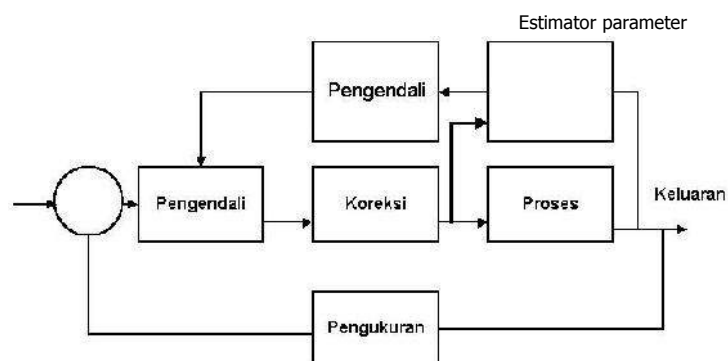 Estimator parameter
Pengendali
Pengendali
Koreksi
Proses
Keluaran
Pengukuran